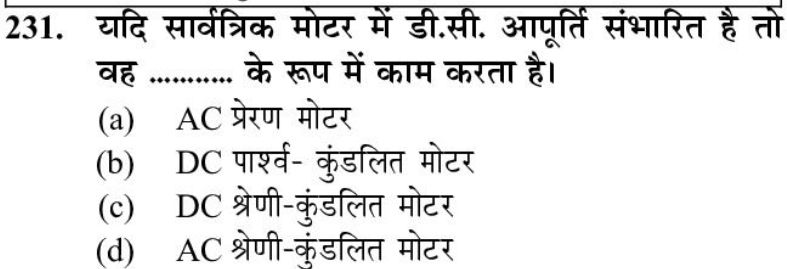 231. यदि सार्वत्रिक मोटर में डी.सी. आपूर्ति संभारित है तो
वह ........... के रूप में काम करता है।
(a) AC प्रेरण मोटर
(b) DC पार्श्व- कुंडलित मोटर
(c) DC श्रेणी-कुंडलित मोटर
(d) AC श्रेणी-कुंडलित मोटर